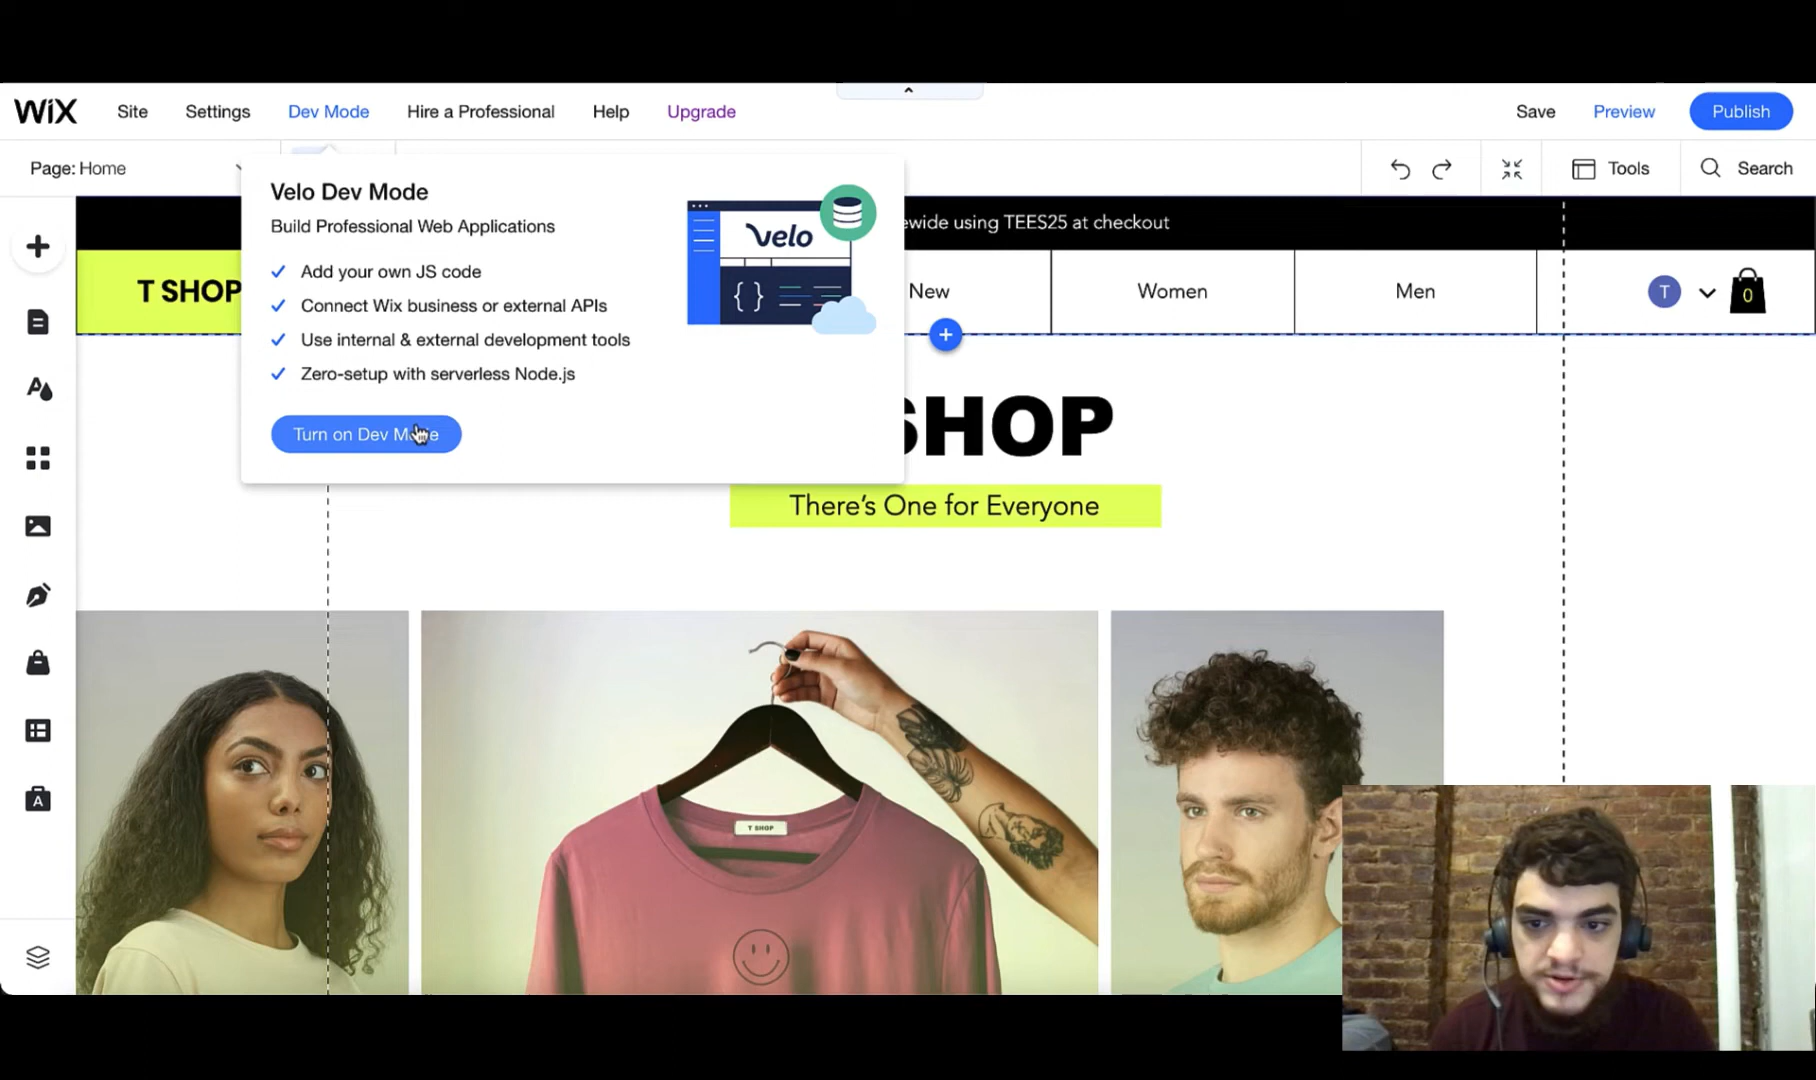 WiX Site Settings Dev Mode Hire a Professional Help Upgrade Save Preview Publish
Page: Home Tools Search
Velo Dev Mode
Build Professional Web Applications
Add your own JS code
Connect Wix business or external APIs
Use internal & external development tools
Zero-setup with serverless Node.js
Turn on Dev
velo
{ }
using TEES25 at checkout
T SHOP New Women Men T 0
SHOP
There's One for Everyone
T SHOP
A